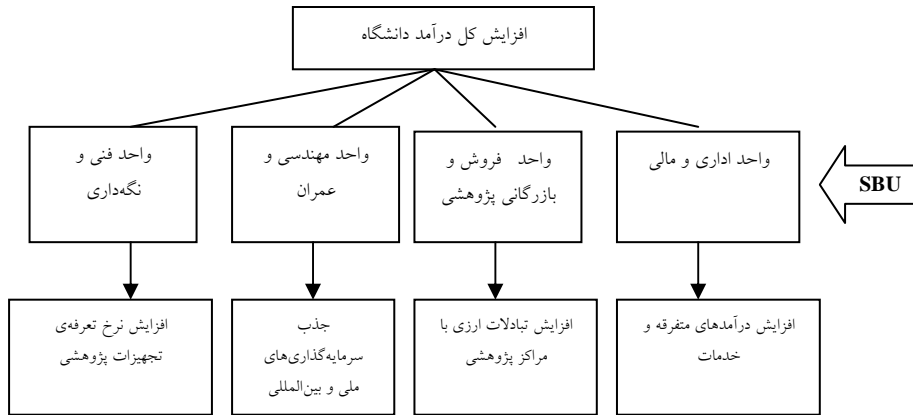 افزایش کل درآمد دانشگاه
واحد اداری و مالی
واحد فروش و
بازرگانی پژوهشی
واحد مهندسی و
عمران
واحد فنی و
نگه‌داری
SBU
افزایش درآمدهای متفرقه و
خدمات
افزایش تبادلات ارزی با
مراکز پژوهشی
جذب
سرمایه‌گذاری‌های
ملی و بین‌المللی
افزایش نرخ تعرفه‌ی
تجهیزات پژوهشی